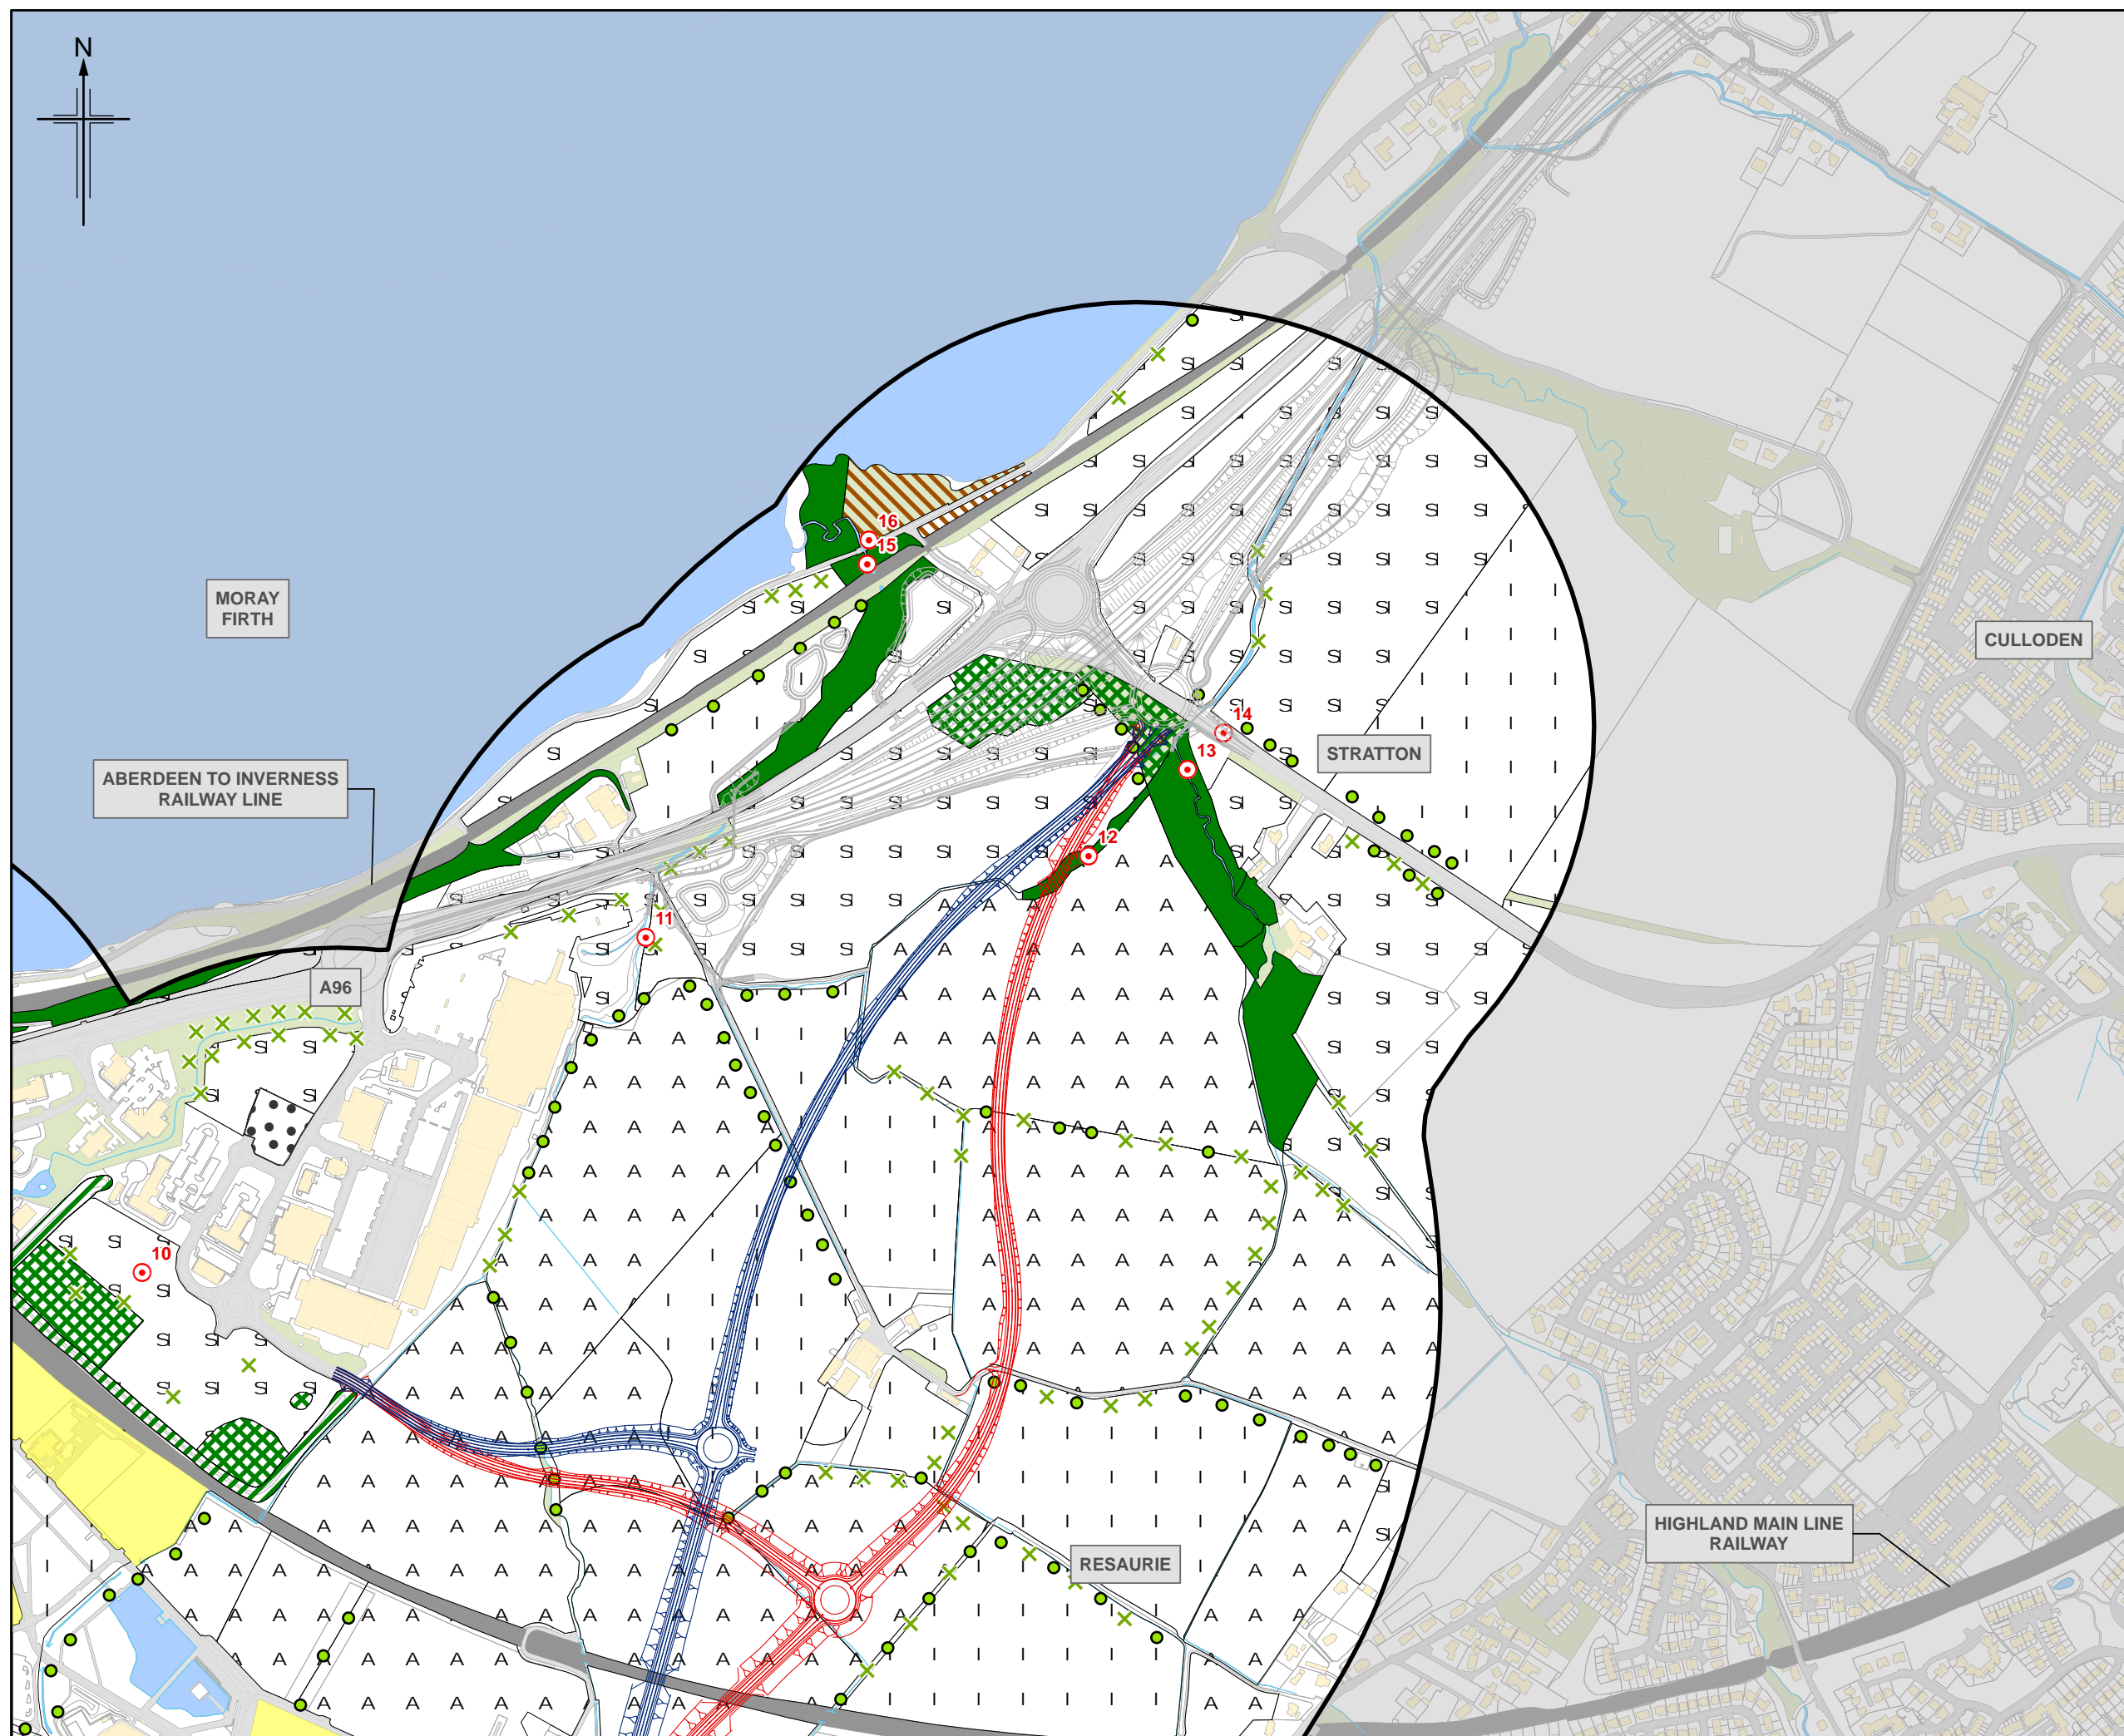 N
MORAY
FIRTH
ABERDEEN TO INVERNESS
RAILWAY LINE
A96
16
15
14
13
12
11
10
CULLODEN
STRATTON
RESAURIE
HIGHLAND MAIN LINE
RAILWAY